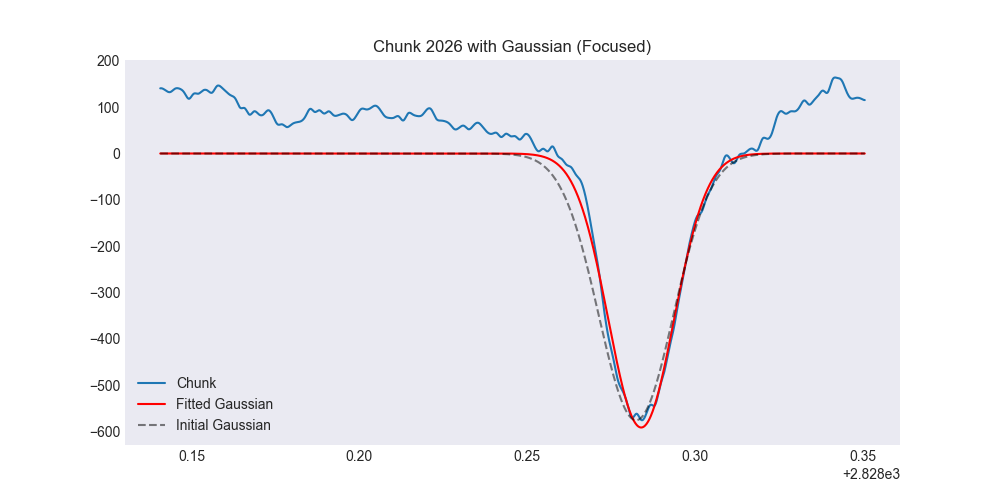 Chunk 2026 with Gaussian (Focused)
200
100
0
−100
−200
−300
−400
−500
−600
Chunk
Fitted Gaussian
Initial Gaussian
0.15 0.20 0.25 0.30 0.35
+2.828e3